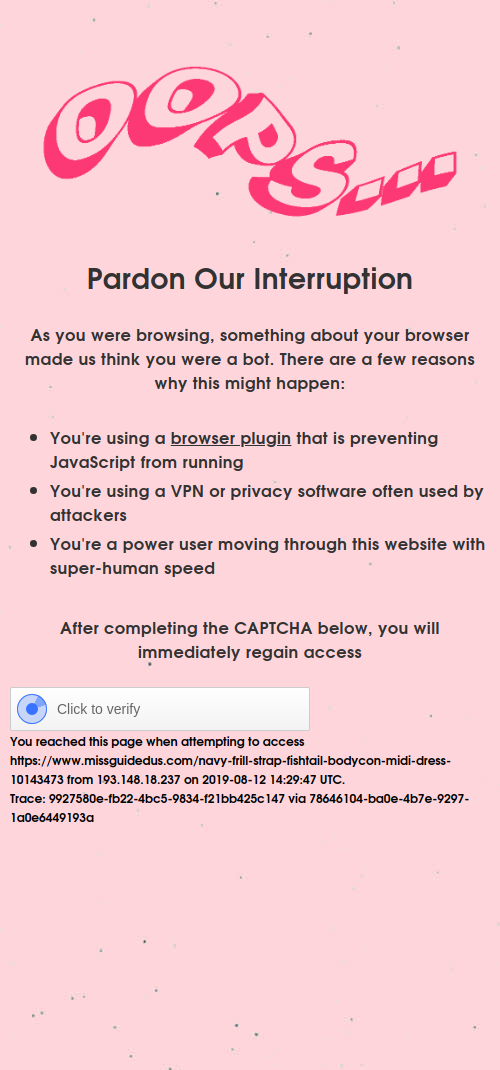 OOPS...
Pardon Our Interruption
As you were browsing, something about your browser
made us think you were a bot. There are a few reasons
why this might happen:
You're using a browser plugin that is preventing
JavaScript from running
You're using a VPN or privacy software often used by
attackers
You're a power user moving through this website with
super-human speed
After completing the CAPTCHA below, you will
immediately regain access
Click to verify
You reached this page when attempting to access
https://www.missguidedus.com/navy-frill-strap-fishtail-bodycon-midi-dress-
10143473 from 193.148.18.237 on 2019-08-12 14:29:47 UTC.
Trace: 9927580e-fb22-4bc5-9834-f21bb425c147 via 78646104-ba0e-4b7e-9297-
1a0e6449193a